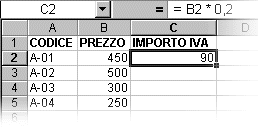 C2 = = B2 * 0,2
A B C D
1 CODICE PREZZO IMPORTO IVA
2 A-01 450 90
3 A-02 500
4 A-03 300
5 A-04 250